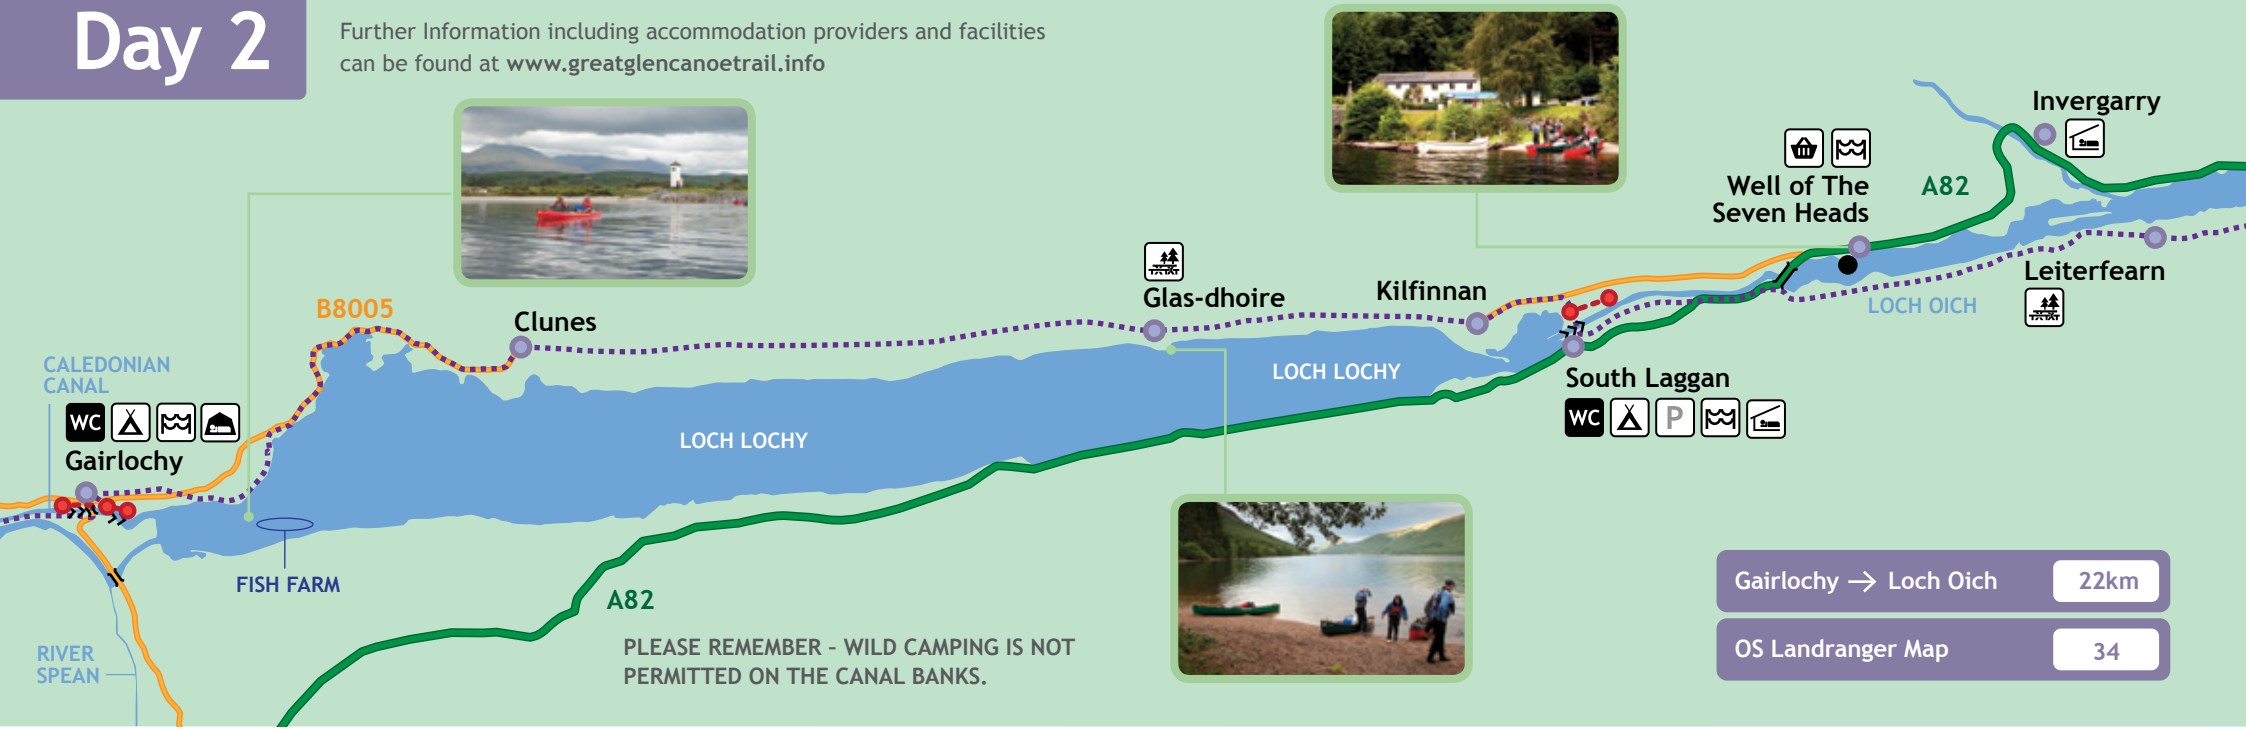 Day 2
Further Information including accommodation providers and facilities
can be found at www.greatglencanoetrail.info
Invergarry
Well of The
Seven Heads
A82
Leiterfearn
LOCH OICH
Glas-dhoire
Kilfinnan
B8005
Clunes
CALEDONIAN
CANAL
WC
Gairlochy
LOCH LOCHY
LOCH LOCHY
South Laggan
WC
P
FISH FARM
A82
RIVER
SPEAN
PLEASE REMEMBER – WILD CAMPING IS NOT
PERMITTED ON THE CANAL BANKS.
Gairlochy → Loch Oich 22km
OS Landranger Map 34